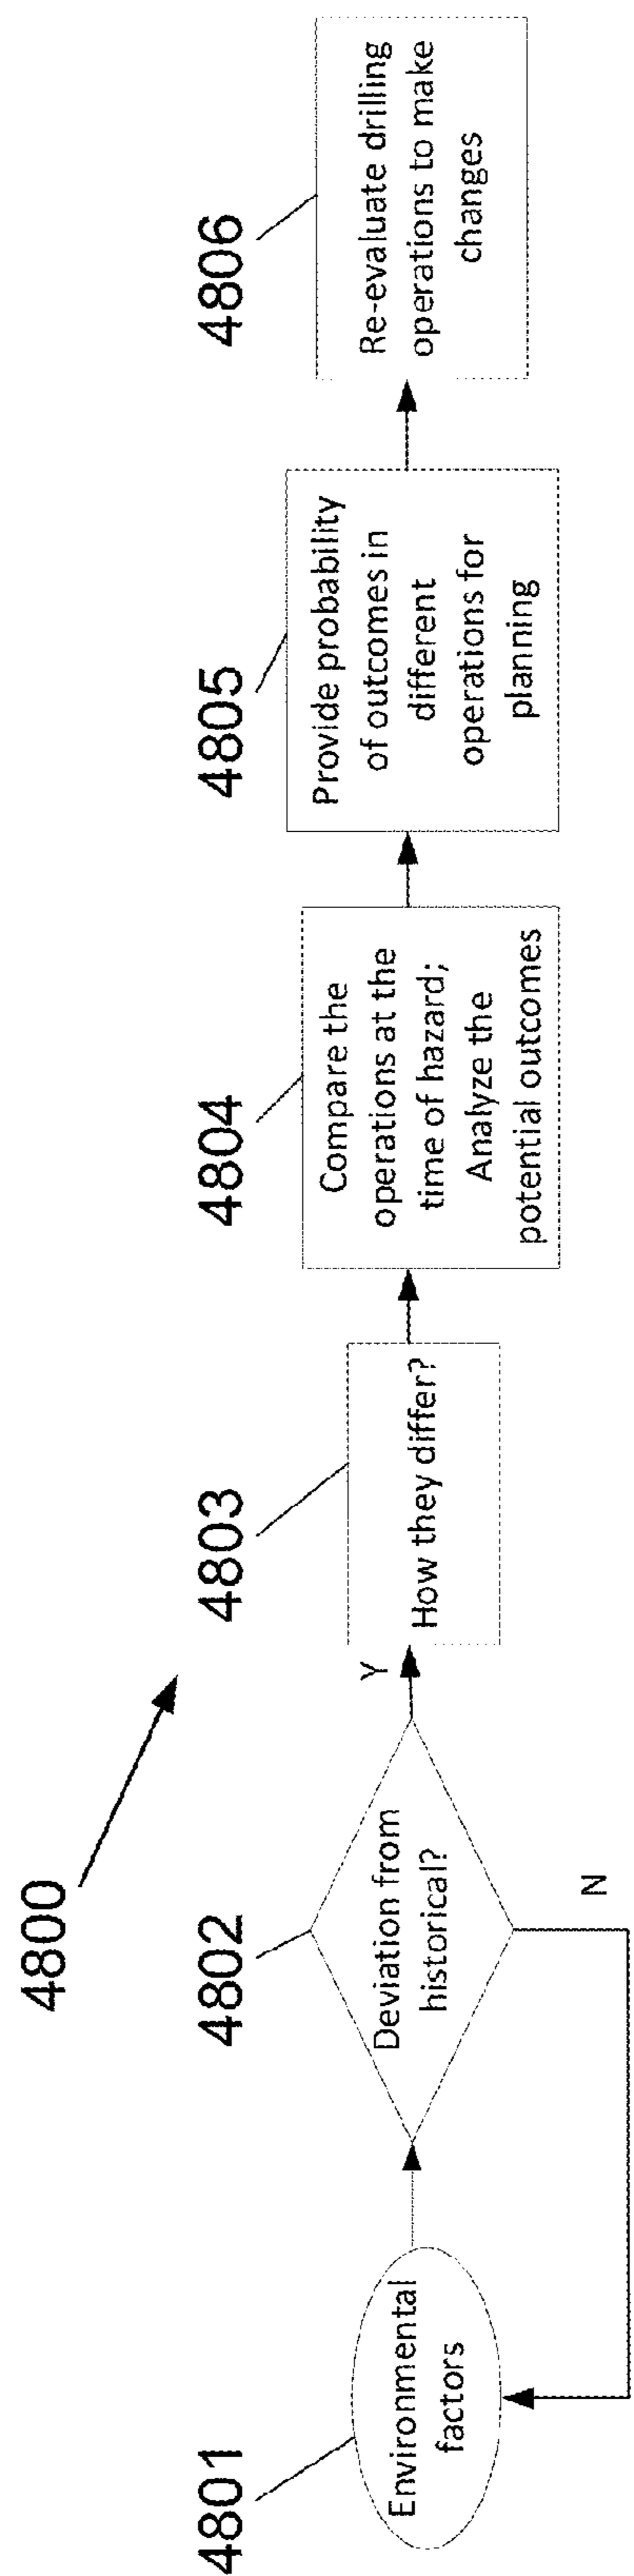 4800
4801
Environmental
factors
4802
Deviation from
historical?
Y
N
4803
How they differ?
4804
Compare the
operations at the
time of hazard;
Analyze the
potential outcomes
4805
Provide probability
of outcomes in
different
operations for
planning
4806
Re-evaluate drilling
operations to make
changes